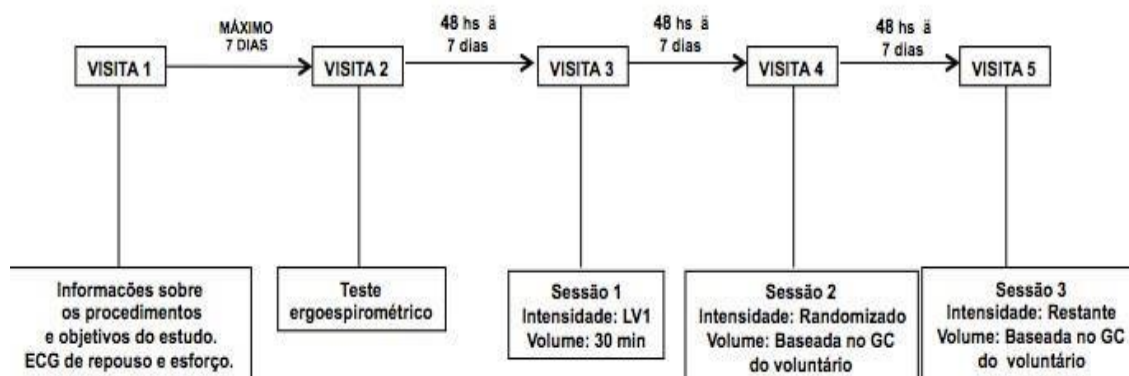 MÁXIMO
7 DIAS
48 hs ä
7 dias
48 hs ä
7 dias
48 hs ä
7 dias
VISITA 1
VISITA 2
VISITA 3
VISITA 4
VISITA 5
Informacões sobre
os procedimentos
e objetivos do estudo.
ECG de repouso e esforço.
Teste
ergoespirométrico
Sessão 1
Intensidade: LV1
Volume: 30 min
Sessão 2
Intensidade: Randomizado
Volume: Baseada no GC
do voluntário
Sessão 3
Intensidade: Restante
Volume: Baseada no GC
do voluntário